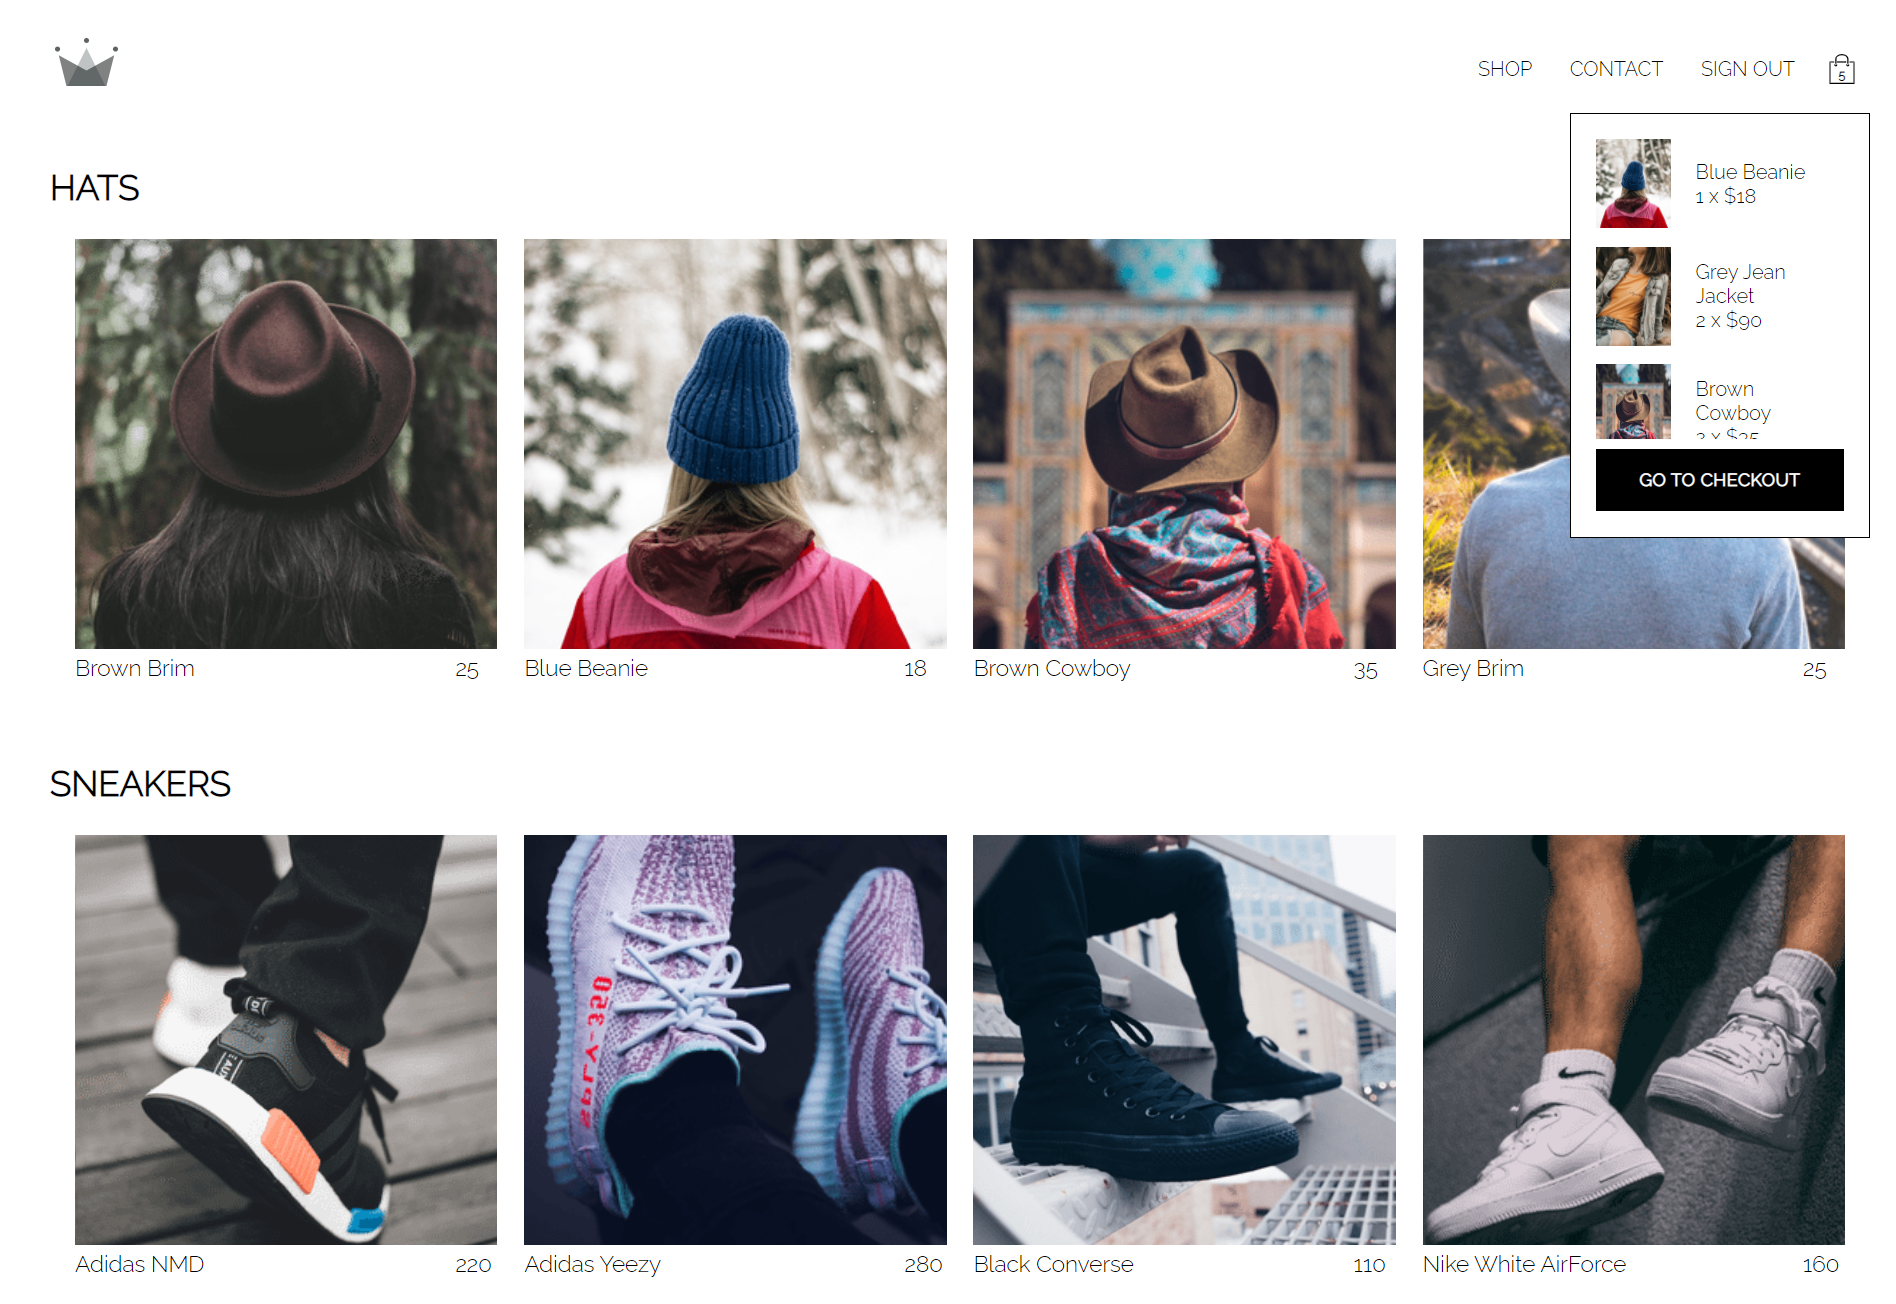 SHOP CONTACT SIGN OUT 5
Blue Beanie
1 x $18
Grey Jean
Jacket
2 x $90
Brown
Cowboy
GO TO CHECKOUT
HATS
Brown Brim 25
Blue Beanie 18
Brown Cowboy 35
Grey Brim 25
SNEAKERS
Adidas NMD 220
Adidas Yeezy 280
Black Converse 110
Nike White AirForce 160